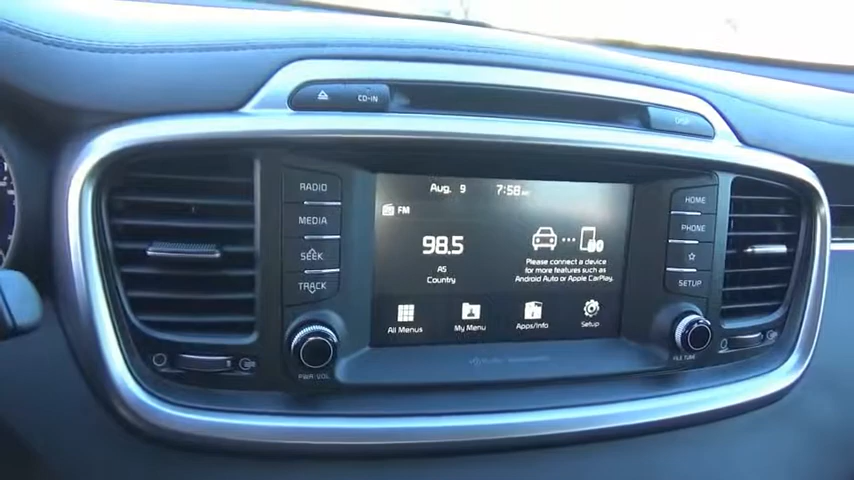 CD-IN
DISP
RADIO
MEDIA
SEEK
TRACK
PWR VOL
Aug. 9
7:58 AM
FM
98.5
A5
Country
Please connect a device
for more features such as
Android Auto or Apple CarPlay.
All Menus
My Menu
Apps/Info
Setup
HOME
PHONE
SETUP
FILE TUNE